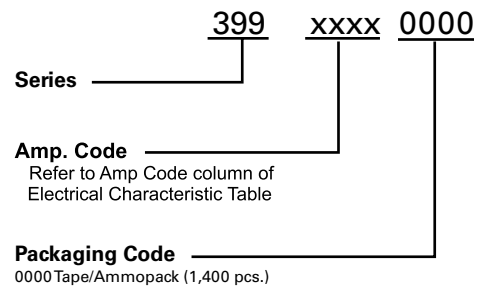 399 xxxx 0000
Series
Amp. Code
Refer to Amp Code column of
Electrical Characteristic Table
Packaging Code
0000 Tape/Ammopack (1,400 pcs.)